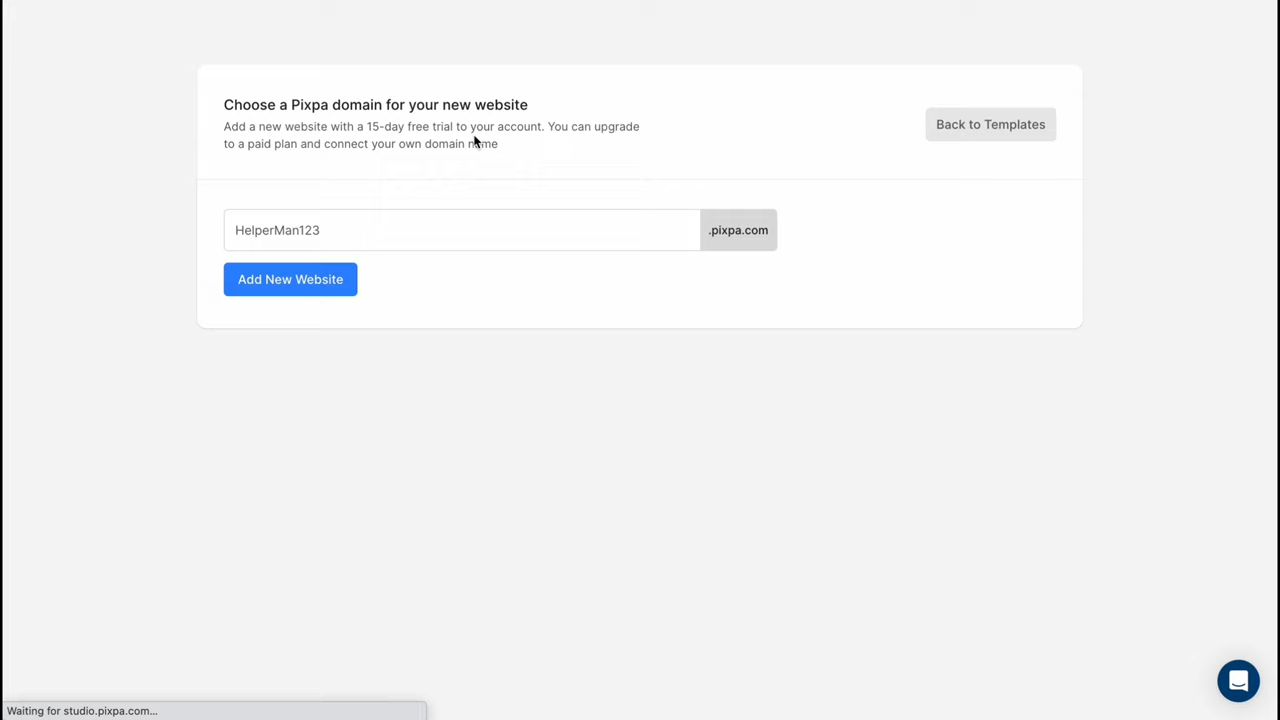 Choose a Pixpa domain for your new website
Add a new website with a 15-day free trial to your account. You can upgrade
to a paid plan and connect your own domain name
Back to Templates
HelperMan123
.pixpa.com
Add New Website
Waiting for studio.pixpa.com...